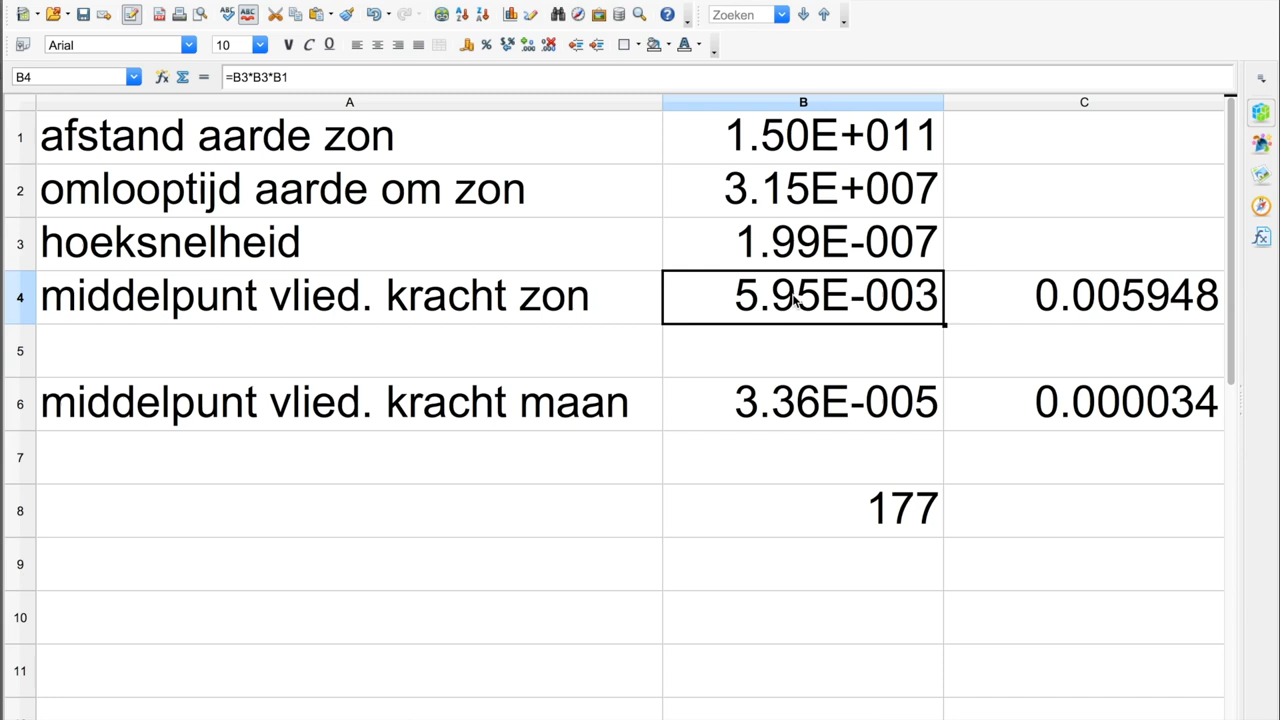 Zoeken
Arial 10
B4 =B3*B3*B1
A B C
1 afstand aarde zon 1.50E+011
2 omlooptijd aarde om zon 3.15E+007
3 hoeksnelheid 1.99E-007
4 middelpunt vlied. kracht zon 5.95E-003 0.005948
5
6 middelpunt vlied. kracht maan 3.36E-005 0.000034
7
8 177
9
10
11